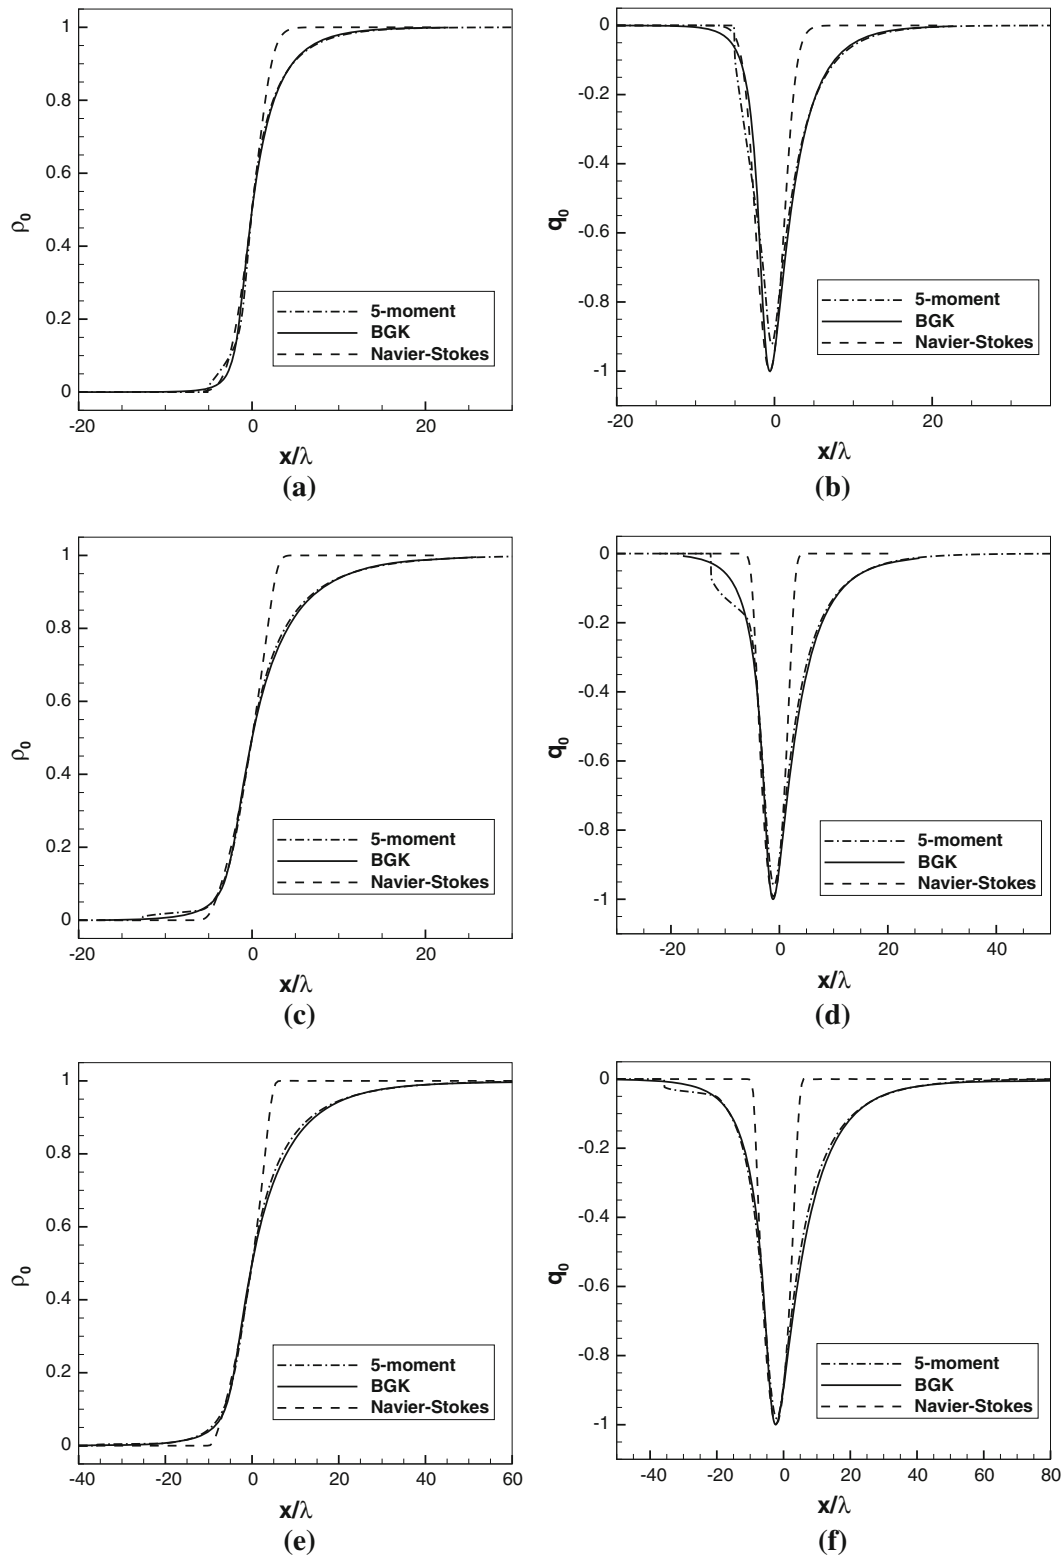 1
0.8
0.6
0.4
0.2
0
ρ₀
5-moment
BGK
Navier-Stokes
-20 0 20
x/λ
(a)
0
-0.2
-0.4
-0.6
-0.8
-1
q₀
5-moment
BGK
Navier-Stokes
-20 0 20
x/λ
(b)
1
0.8
0.6
0.4
0.2
0
ρ₀
5-moment
BGK
Navier-Stokes
-20 0 20
x/λ
(c)
0
-0.2
-0.4
-0.6
-0.8
-1
q₀
5-moment
BGK
Navier-Stokes
-20 0 20 40
x/λ
(d)
1
0.8
0.6
0.4
0.2
0
ρ₀
5-moment
BGK
Navier-Stokes
-40 -20 0 20 40 60
x/λ
(e)
0
-0.2
-0.4
-0.6
-0.8
-1
q₀
5-moment
BGK
Navier-Stokes
-40 -20 0 20 40 60 80
x/λ
(f)